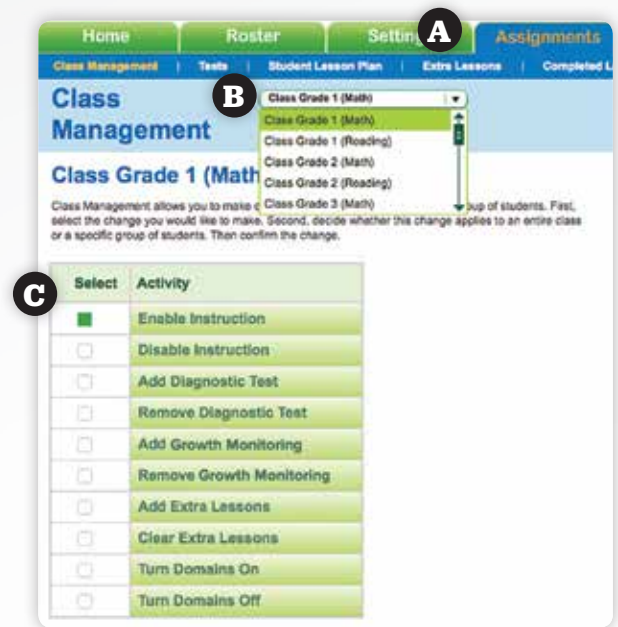 Home Roster Settin A Assignments
Class Management | Tests | Student Lesson Plan | Extra Lessons | Completed L
Class Management
B
Class Grade 1 (Math)
Class Grade 1 (Math)
Class Grade 1 (Reading)
Class Grade 2 (Math)
Class Grade 2 (Reading)
Class Grade 3 (Math)
Class Grade 1 (Math
Class Management allows you to make oup of students. First,
select the change you would like to make. Second, decide whether this change applies to an entire class
or a specific group of students. Then confirm the change.
C
Select Activity
Enable Instruction
Disable Instruction
Add Diagnostic Test
Remove Diagnostic Test
Add Growth Monitoring
Remove Growth Monitoring
Add Extra Lessons
Clear Extra Lessons
Turn Domains On
Turn Domains Off